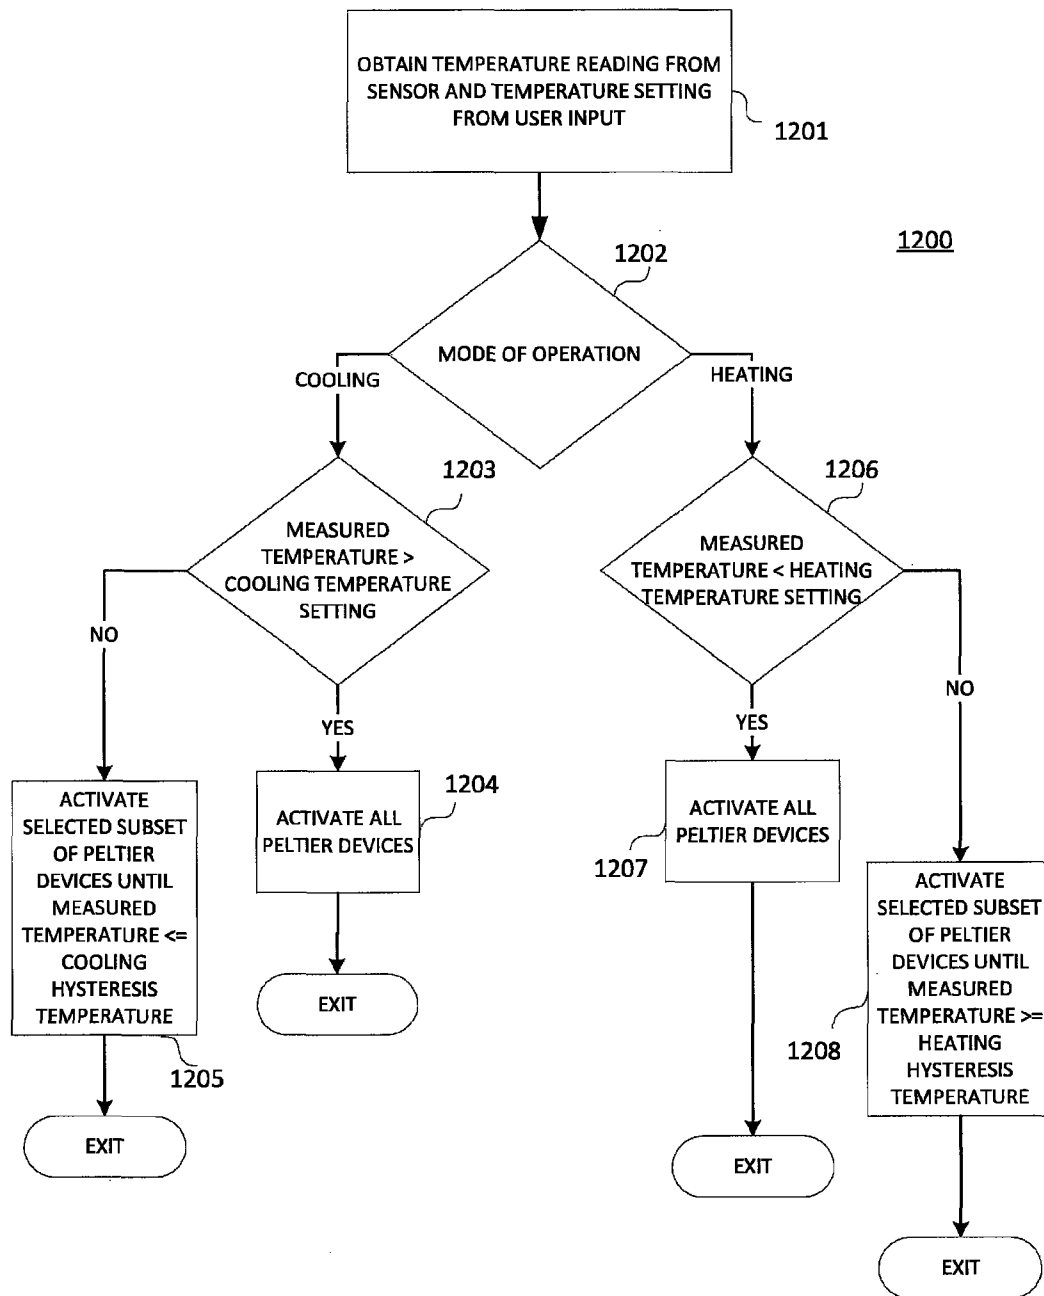 OBTAIN TEMPERATURE READING FROM
SENSOR AND TEMPERATURE SETTING
FROM USER INPUT
1201
1200
1202
MODE OF OPERATION
COOLING
HEATING
1203
MEASURED
TEMPERATURE >
COOLING TEMPERATURE
SETTING
1206
MEASURED
TEMPERATURE < HEATING
TEMPERATURE SETTING
NO
YES
YES
NO
ACTIVATE
SELECTED SUBSET
OF PELTIER
DEVICES UNTIL
MEASURED
TEMPERATURE <=
COOLING
HYSTERESIS
TEMPERATURE
1205
ACTIVATE ALL
PELTIER DEVICES
1204
ACTIVATE ALL
PELTIER DEVICES
1207
ACTIVATE
SELECTED SUBSET
OF PELTIER
DEVICES UNTIL
MEASURED
TEMPERATURE >=
HEATING
HYSTERESIS
TEMPERATURE
1208
EXIT
EXIT
EXIT
EXIT